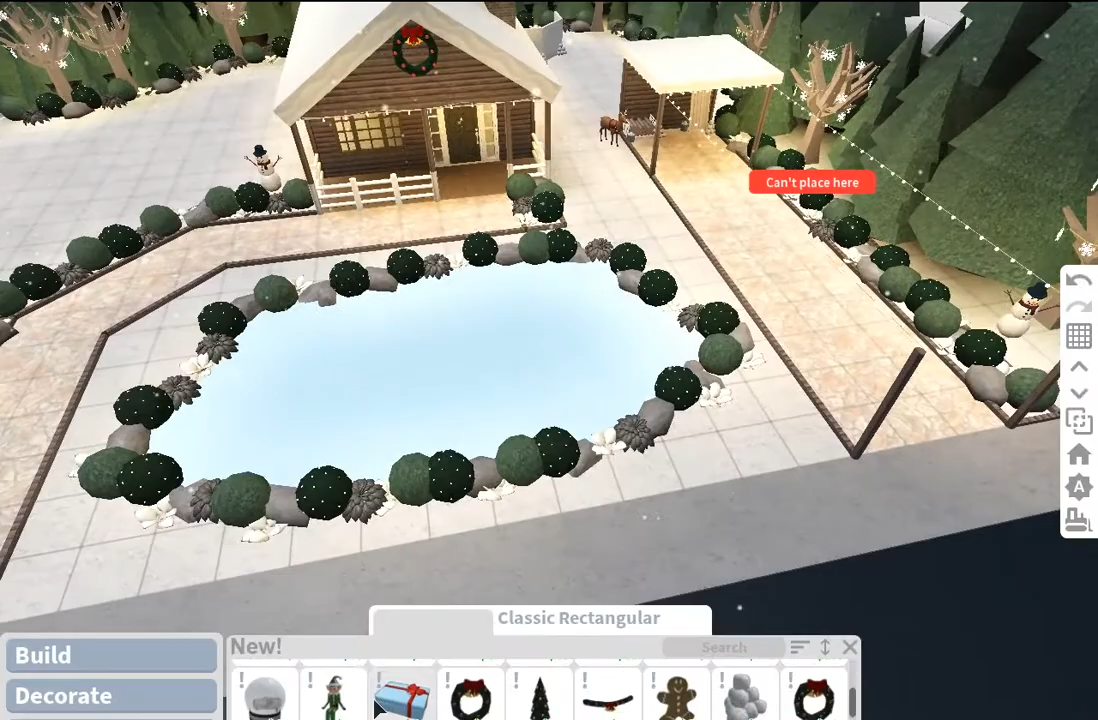 Can't place here
A
Classic Rectangular
New!
Search
Build
Decorate
! ! ! ! ! ! ! ! !